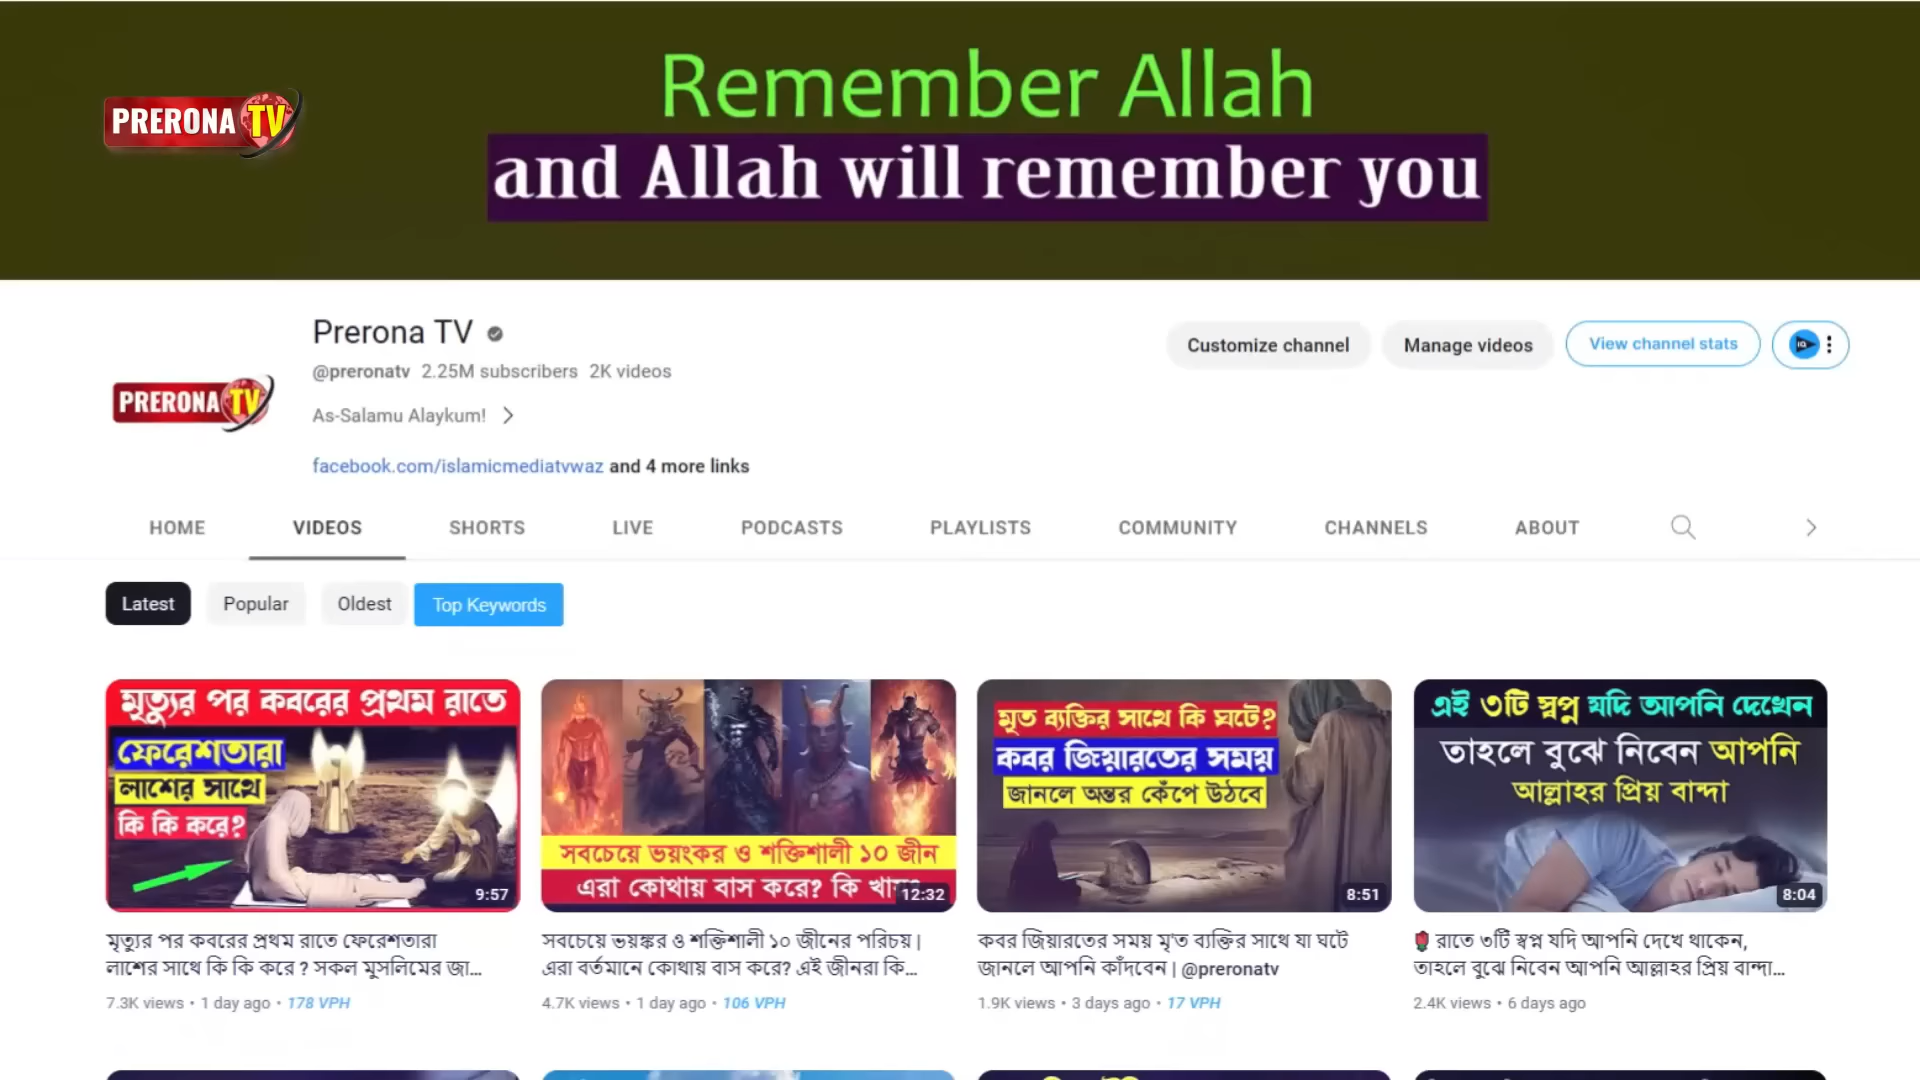 Remember Allah
PRERONA TV
and Allah will remember you
Prerona TV
@preronatv 2.25M subscribers 2K videos
PRERONA TV
As-Salamu Alaykum!
facebook.com/islamicmediatvwaz and 4 more links
Customize channel
Manage videos
View channel stats
HOME VIDEOS SHORTS LIVE PODCASTS PLAYLISTS COMMUNITY CHANNELS ABOUT
Latest Popular Oldest Top Keywords
মৃত্যুর পর কবরের প্রথম রাতে
ফেরেশতারা
লাশের সাথে
কি কি করে?
9:57
সবচেয়ে ভয়ংকর ও শক্তিশালী ১০ জীন
এরা কোথায় বাস করে? কি
12:32
মৃত ব্যক্তির সাথে কি ঘটে?
কবর জিয়ারতের সময়
জানলে অন্তর কেঁপে উঠবে
8:51
এই ৩টি স্বপ্ন যদি আপনি দেখেন
তাহলে বুঝে নিবেন আপনি
আল্লাহর প্রিয় বান্দা
8:04
মৃত্যুর পর কবরের প্রথম রাতে ফেরেশতারা
লাশের সাথে কি কি করে ? সকল মুসলিমের জা...
7.3K views • 1 day ago • 178 VPH
সবচেয়ে ভয়ঙ্কর ও শক্তিশালী ১০ জীনের পরিচয় |
এরা বর্তমানে কোথায় বাস করে? এই জীনরা কি...
4.7K views • 1 day ago • 106 VPH
কবর জিয়ারতের সময় মৃ'ত ব্যক্তির সাথে যা ঘটে
জানলে আপনি কাঁদবেন | @preronatv
1.9K views • 3 days ago • 17 VPH
🌹 রাতে ৩টি স্বপ্ন যদি আপনি দেখে থাকেন,
তাহলে বুঝে নিবেন আপনি আল্লাহর প্রিয় বান্দা...
2.4K views • 6 days ago